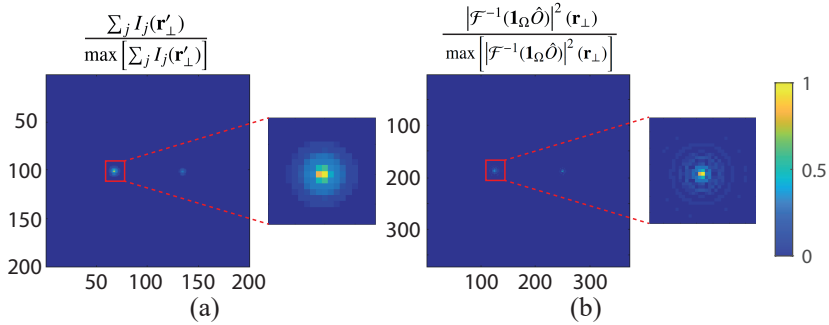 ∑_j I_j(r′_⊥)
max [∑_j I_j(r′_⊥)]
|ℱ⁻¹(1_Ω Ô)|² (r_⊥)
max [|ℱ⁻¹(1_Ω Ô)|² (r_⊥)]
50
100
150
200
50 100 150 200
(a)
100
200
300
100 200 300
(b)
1
0.5
0